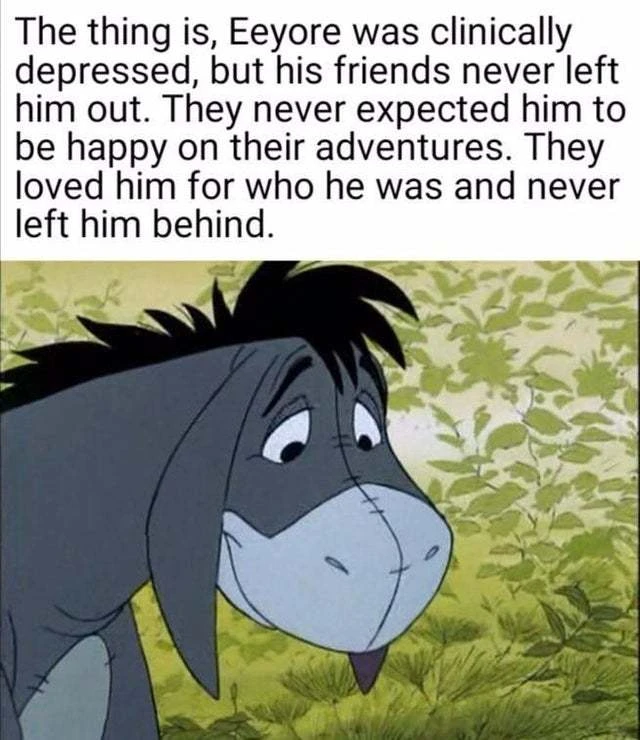 The thing is, Eeyore was clinically
depressed, but his friends never left
him out. They never expected him to
be happy on their adventures. They
loved him for who he was and never
left him behind.